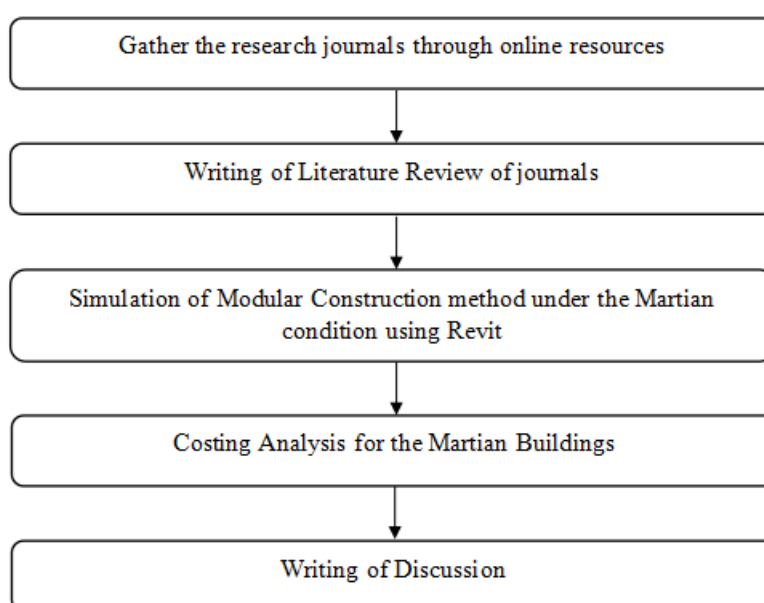 Gather the research journals through online resources
Writing of Literature Review of journals
Simulation of Modular Construction method under the Martian
condition using Revit
Costing Analysis for the Martian Buildings
Writing of Discussion